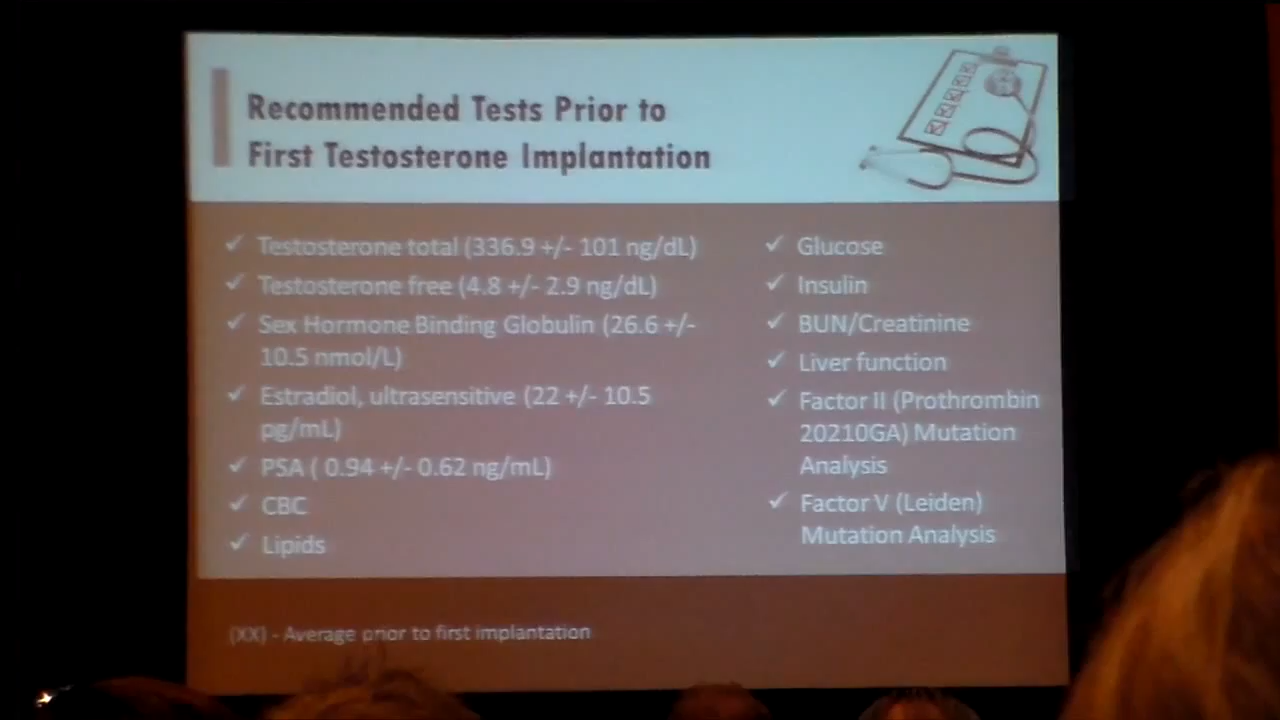 Recommended Tests Prior to
First Testosterone Implantation
✓ Testosterone total (336.9 +/- 101 ng/dL)
✓ Testosterone free (4.8 +/- 2.9 ng/dL)
✓ Sex Hormone Binding Globulin (26.6 +/-
10.5 nmol/L)
✓ Estradiol, ultrasensitive (22 +/- 10.5
pg/mL)
✓ PSA ( 0.94 +/- 0.62 ng/mL)
✓ CBC
✓ Lipids
✓ Glucose
✓ Insulin
✓ BUN/Creatinine
✓ Liver function
✓ Factor II (Prothrombin
20210GA) Mutation
Analysis
✓ Factor V (Leiden)
Mutation Analysis
(XX) - Average prior to first implantation